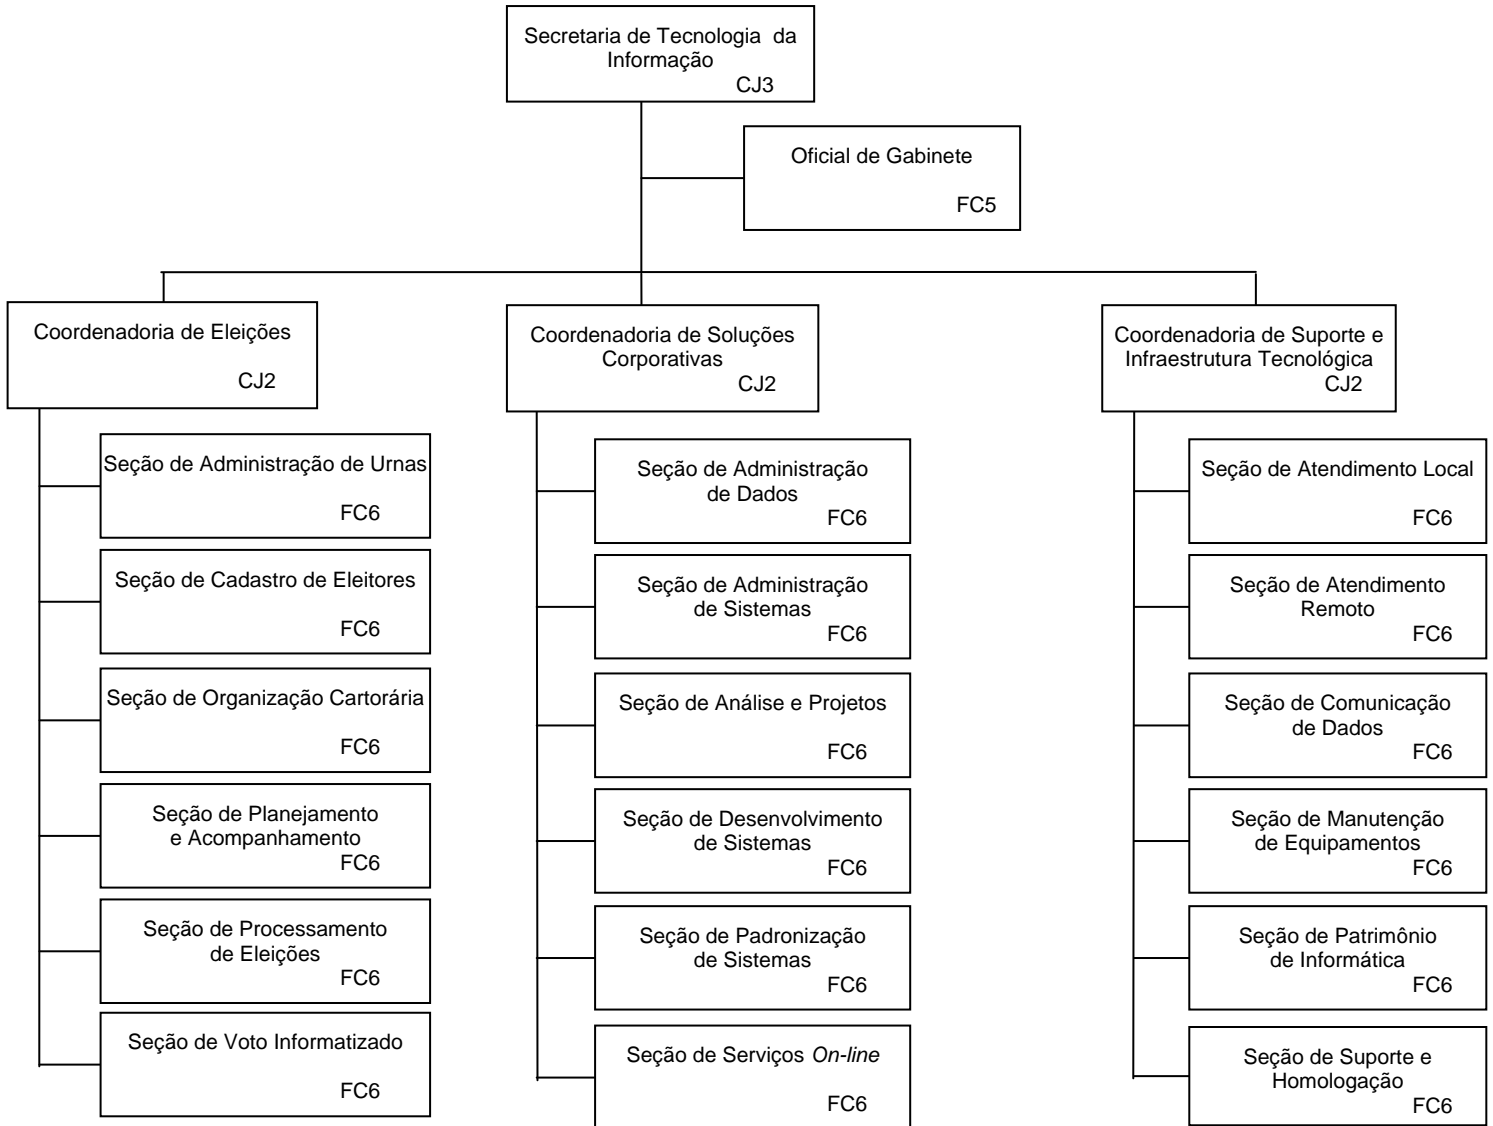 Secretaria de Tecnologia da
Informação
CJ3
Oficial de Gabinete
FC5
Coordenadoria de Eleições
CJ2
Seção de Administração de Urnas
FC6
Seção de Cadastro de Eleitores
FC6
Seção de Organização Cartorária
FC6
Seção de Planejamento
e Acompanhamento
FC6
Seção de Processamento
de Eleições
FC6
Seção de Voto Informatizado
FC6
Coordenadoria de Soluções
Corporativas
CJ2
Seção de Administração
de Dados
FC6
Seção de Administração
de Sistemas
FC6
Seção de Análise e Projetos
FC6
Seção de Desenvolvimento
de Sistemas
FC6
Seção de Padronização
de Sistemas
FC6
Seção de Serviços On-line
FC6
Coordenadoria de Suporte e
Infraestrutura Tecnológica
CJ2
Seção de Atendimento Local
FC6
Seção de Atendimento
Remoto
FC6
Seção de Comunicação
de Dados
FC6
Seção de Manutenção
de Equipamentos
FC6
Seção de Patrimônio
de Informática
FC6
Seção de Suporte e
Homologação
FC6